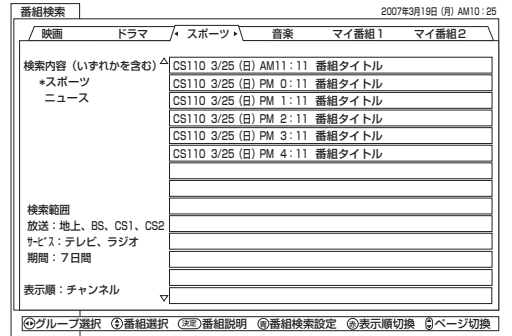 番組検索
2007年3月19日 (月) AM10:25
映画 ドラマ スポーツ 音楽 マイ番組1 マイ番組2
検索内容 (いずれかを含む)
*スポーツ
ニュース
CS110 3/25 (日) AM11:11 番組タイトル
CS110 3/25 (日) PM 0:11 番組タイトル
CS110 3/25 (日) PM 1:11 番組タイトル
CS110 3/25 (日) PM 2:11 番組タイトル
CS110 3/25 (日) PM 3:11 番組タイトル
CS110 3/25 (日) PM 4:11 番組タイトル
検索範囲
放送:地上、BS、CS1、CS2
サービス:テレビ、ラジオ
期間:7日間
表示順:チャンネル
グループ選択 番組選択 決定 番組説明 青 番組検索設定 赤 表示順切換 ページ切換